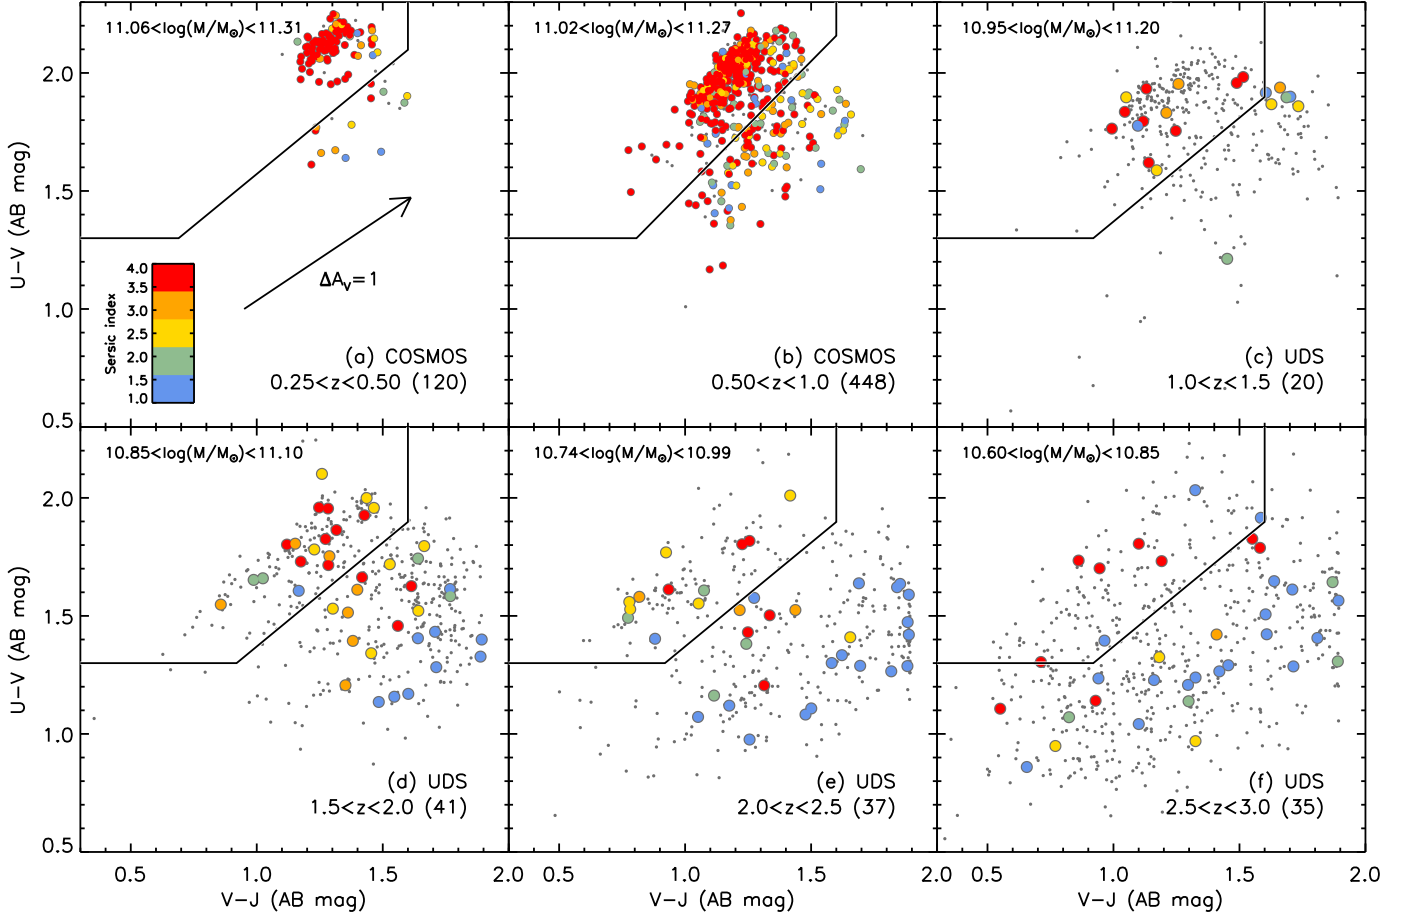 11.06<log(M/M⊙)<11.31
11.02<log(M/M⊙)<11.27
10.95<log(M/M⊙)<11.20
2.0
1.5
1.0
0.5
U−V (AB mag)
4.0
3.5
3.0
2.5
2.0
1.5
1.0
Sersic index
ΔAV=1
(a) COSMOS
0.25<z<0.50 (120)
(b) COSMOS
0.50<z<1.0 (448)
(c) UDS
1.0<z<1.5 (20)
10.85<log(M/M⊙)<11.10
10.74<log(M/M⊙)<10.99
10.60<log(M/M⊙)<10.85
2.0
1.5
1.0
0.5
U−V (AB mag)
(d) UDS
1.5<z<2.0 (41)
(e) UDS
2.0<z<2.5 (37)
(f) UDS
2.5<z<3.0 (35)
0.5 1.0 1.5 2.0 0.5 1.0 1.5 2.0 0.5 1.0 1.5 2.0
V−J (AB mag) V−J (AB mag) V−J (AB mag)